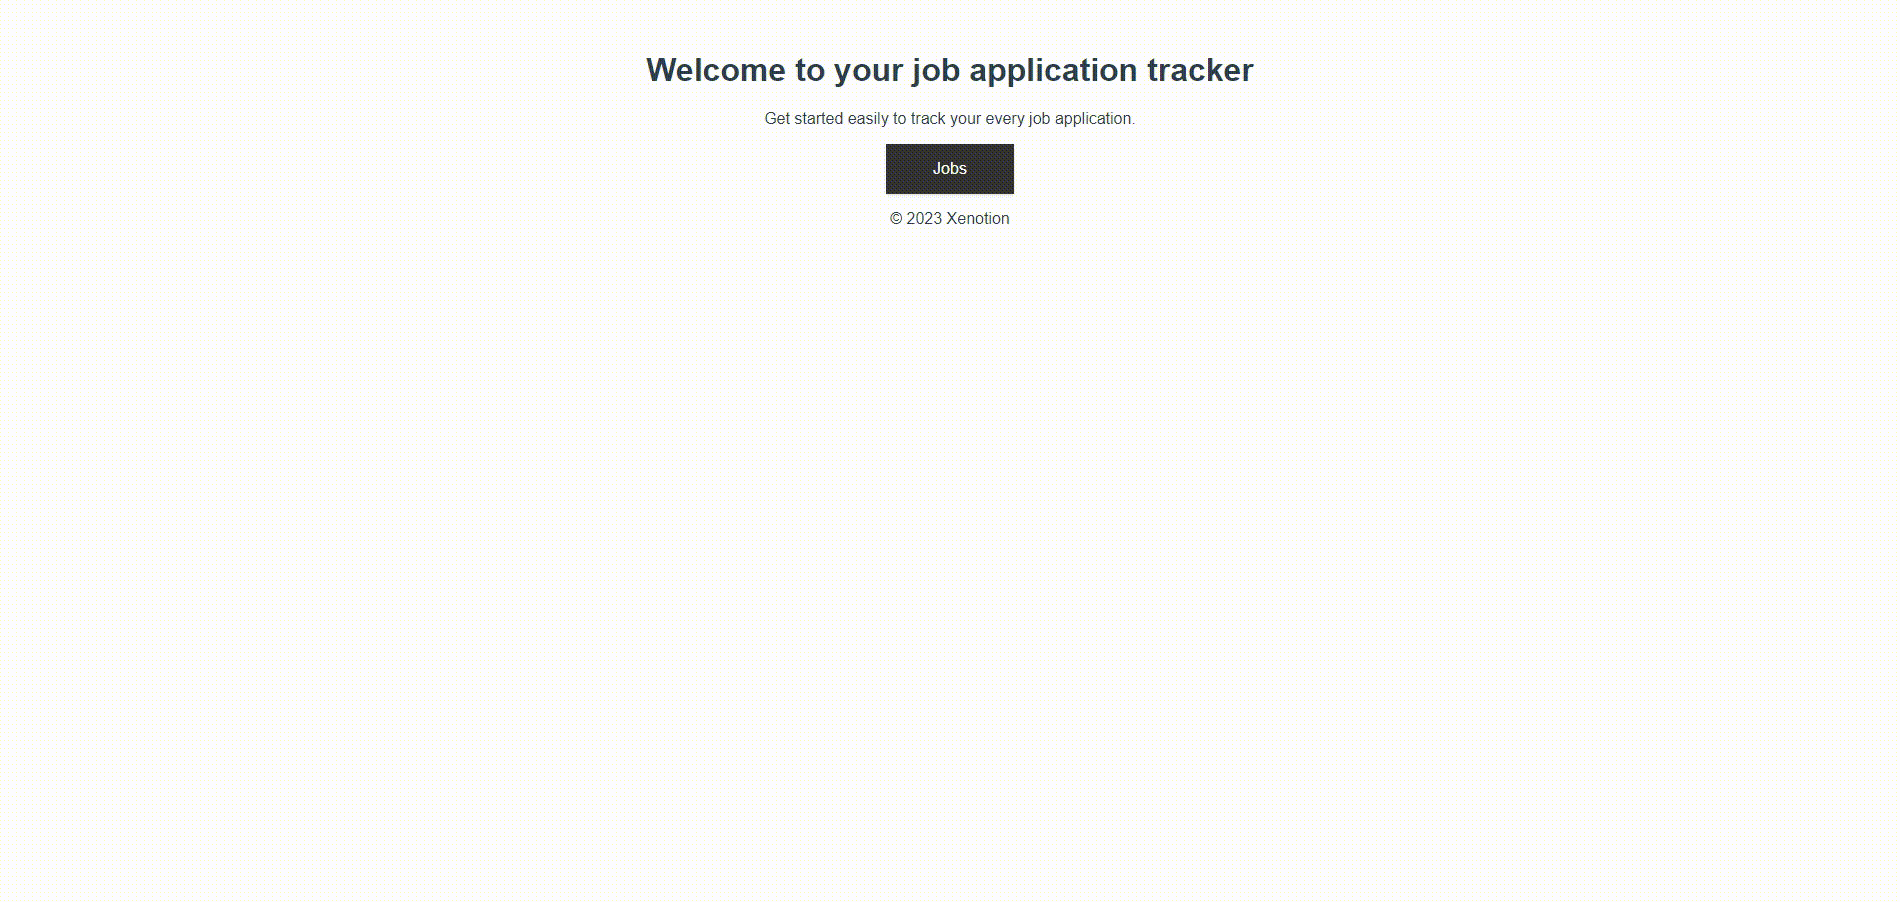 Welcome to your job application tracker
Get started easily to track your every job application.
Jobs
© 2023 Xenotion